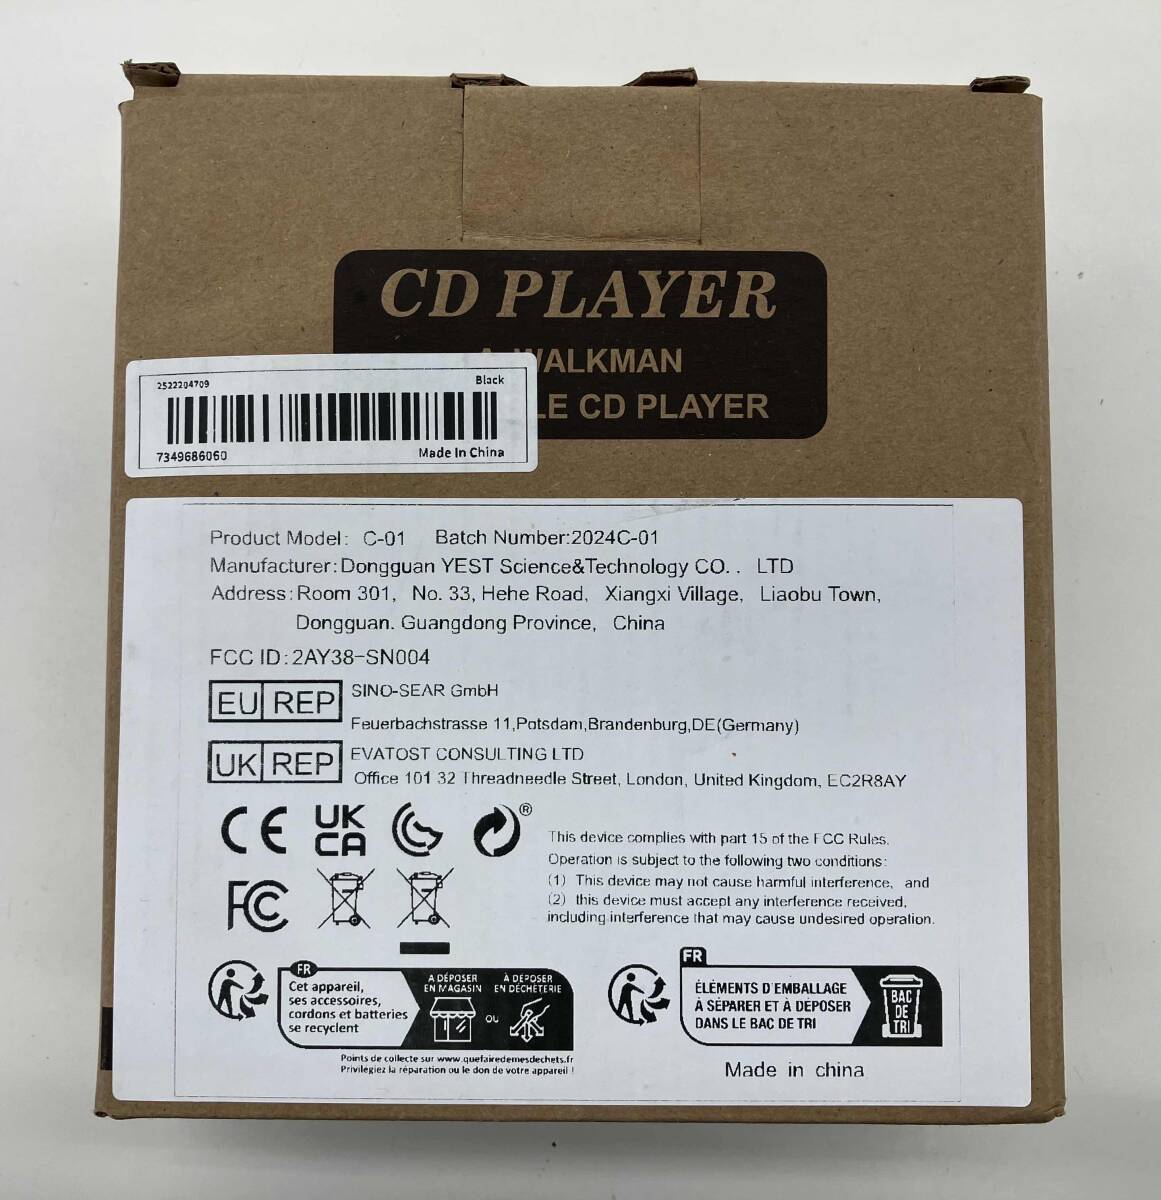 CD PLAYER
WALKMAN
LE CD PLAYER
2522204709 Black
7349686060 Made In China
Product Model: C-01 Batch Number:2024C-01
Manufacturer:Dongguan YEST Science&Technology CO., LTD
Address:Room 301, No. 33, Hehe Road, Xiangxi Village, Liaobu Town,
Dongguan. Guangdong Province, China
FCC ID:2AY38-SN004
EU REP SINO-SEAR GmbH
Feuerbachstrasse 11,Potsdam,Brandenburg,DE(Germany)
UK REP EVATOST CONSULTING LTD
Office 101 32 Threadneedle Street, London, United Kingdom, EC2R8AY
CE UK CA ®
FC
This device complies with part 15 of the FCC Rules.
Operation is subject to the following two conditions:
(1) This device may not cause harmful interference, and
(2) this device must accept any interference received,
including interference that may cause undesired operation.
FR
Cet appareil,
ses accessoires,
cordons et batteries
se recyclent
À DÉPOSER
EN MAGASIN
OU
À DÉPOSER
EN DÉCHÈTERIE
Points de collecte sur www.quefairedemesdechets.fr
Privilégiez la réparation ou le don de votre appareil !
FR
ÉLÉMENTS D'EMBALLAGE
À SÉPARER ET À DÉPOSER
DANS LE BAC DE TRI
BAC
DE
TRI
Made in china